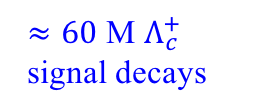 ≈ 60 M Λ_c^+
signal decays